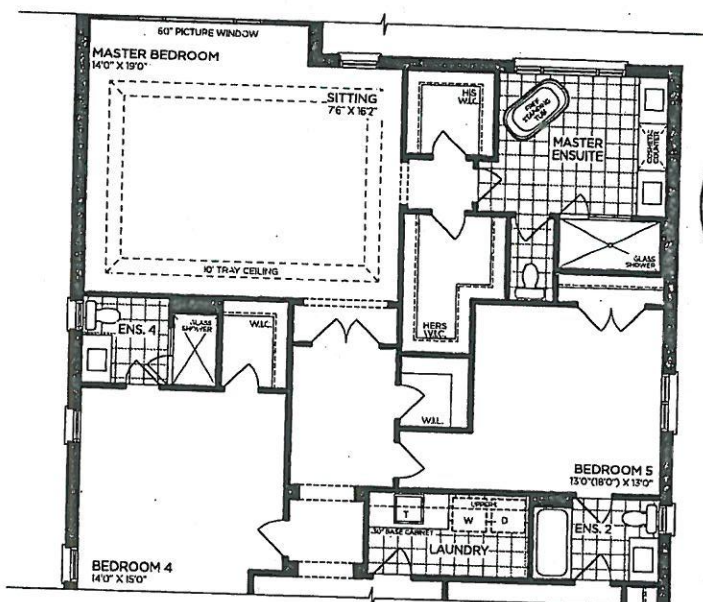 60" PICTURE WINDOW
MASTER BEDROOM
14'0" X 19'0"
SITTING
7'6" X 16'2"
HIS
W.I.C.
FREE
STANDING
TUB
MASTER
ENSUITE
COSMETIC
COUNTER
10' TRAY CEILING
GLASS
SHOWER
ENS. 4
GLASS
SHOWER
W.I.C.
HERS
W.I.C.
W.I.L.
BEDROOM 5
13'0"(18'0") X 13'0"
UPPERS
T
W
D
BASE CABINET
LAUNDRY
ENS. 2
BEDROOM 4
14'0" X 15'0"